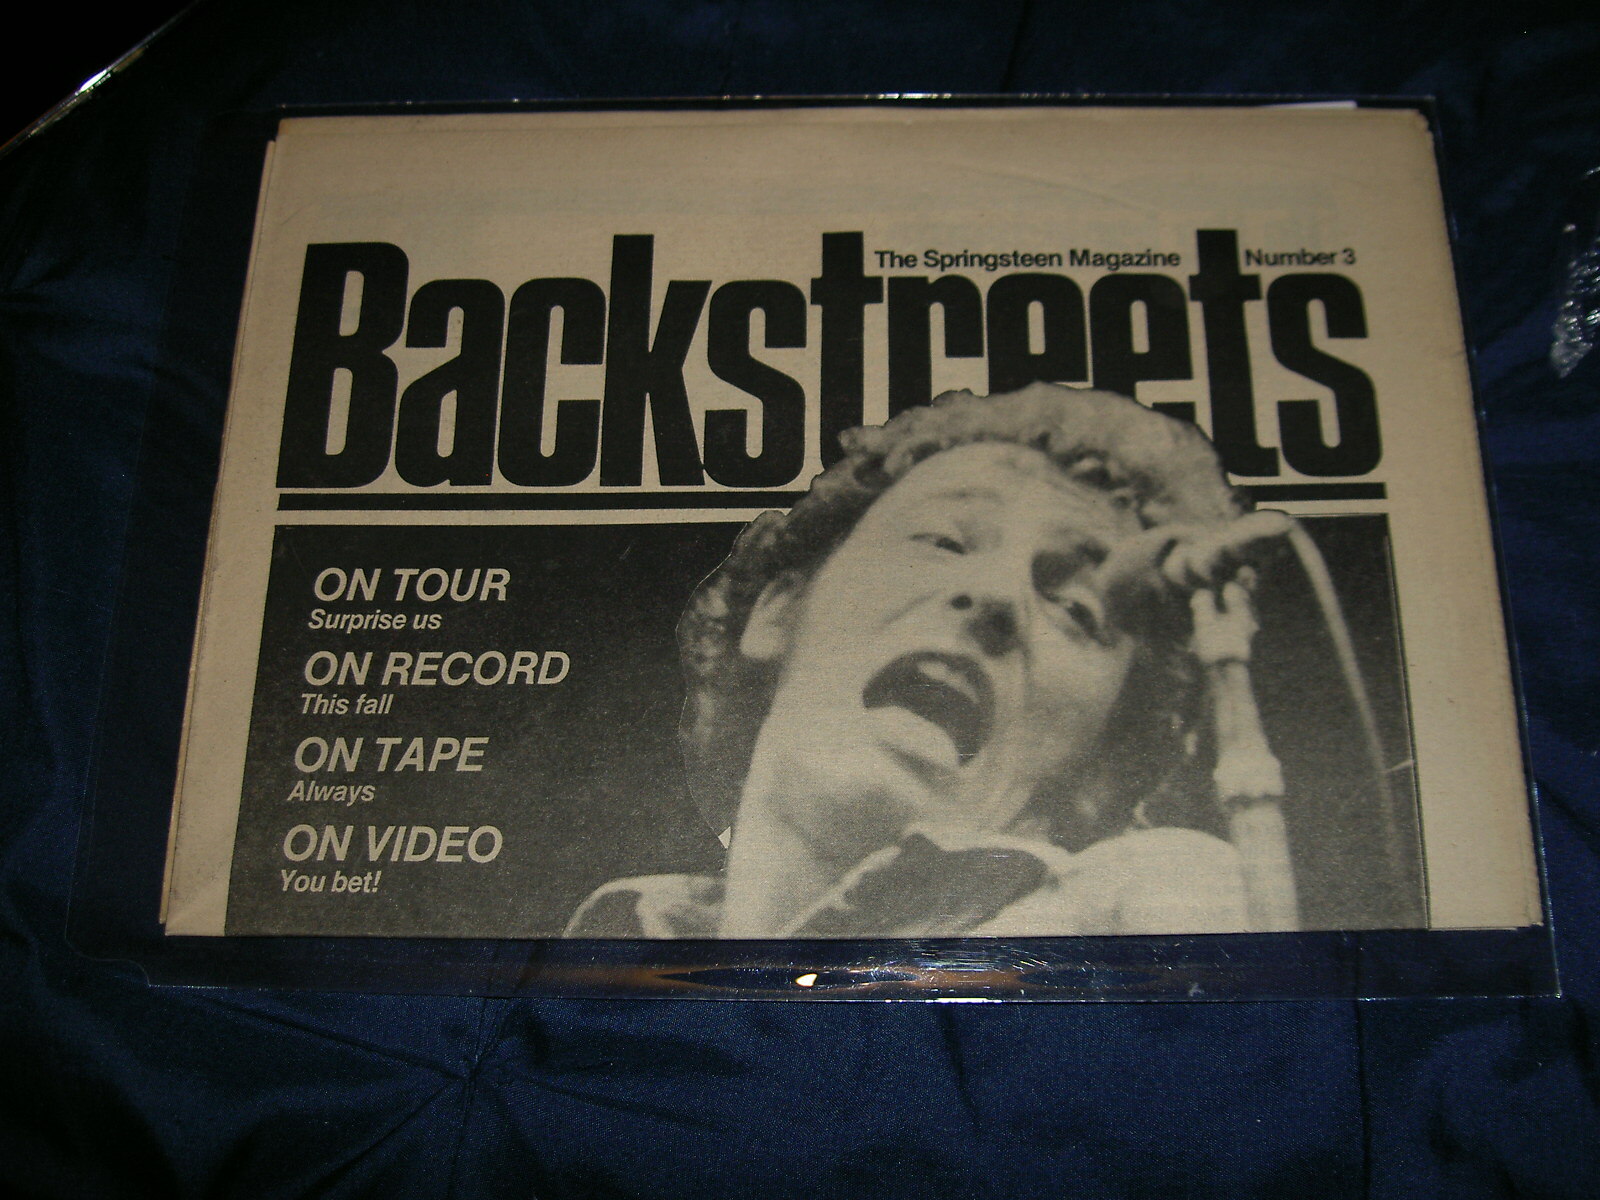 The Springsteen Magazine Number 3
Backstreets
ON TOUR
Surprise us
ON RECORD
This fall
ON TAPE
Always
ON VIDEO
You bet!